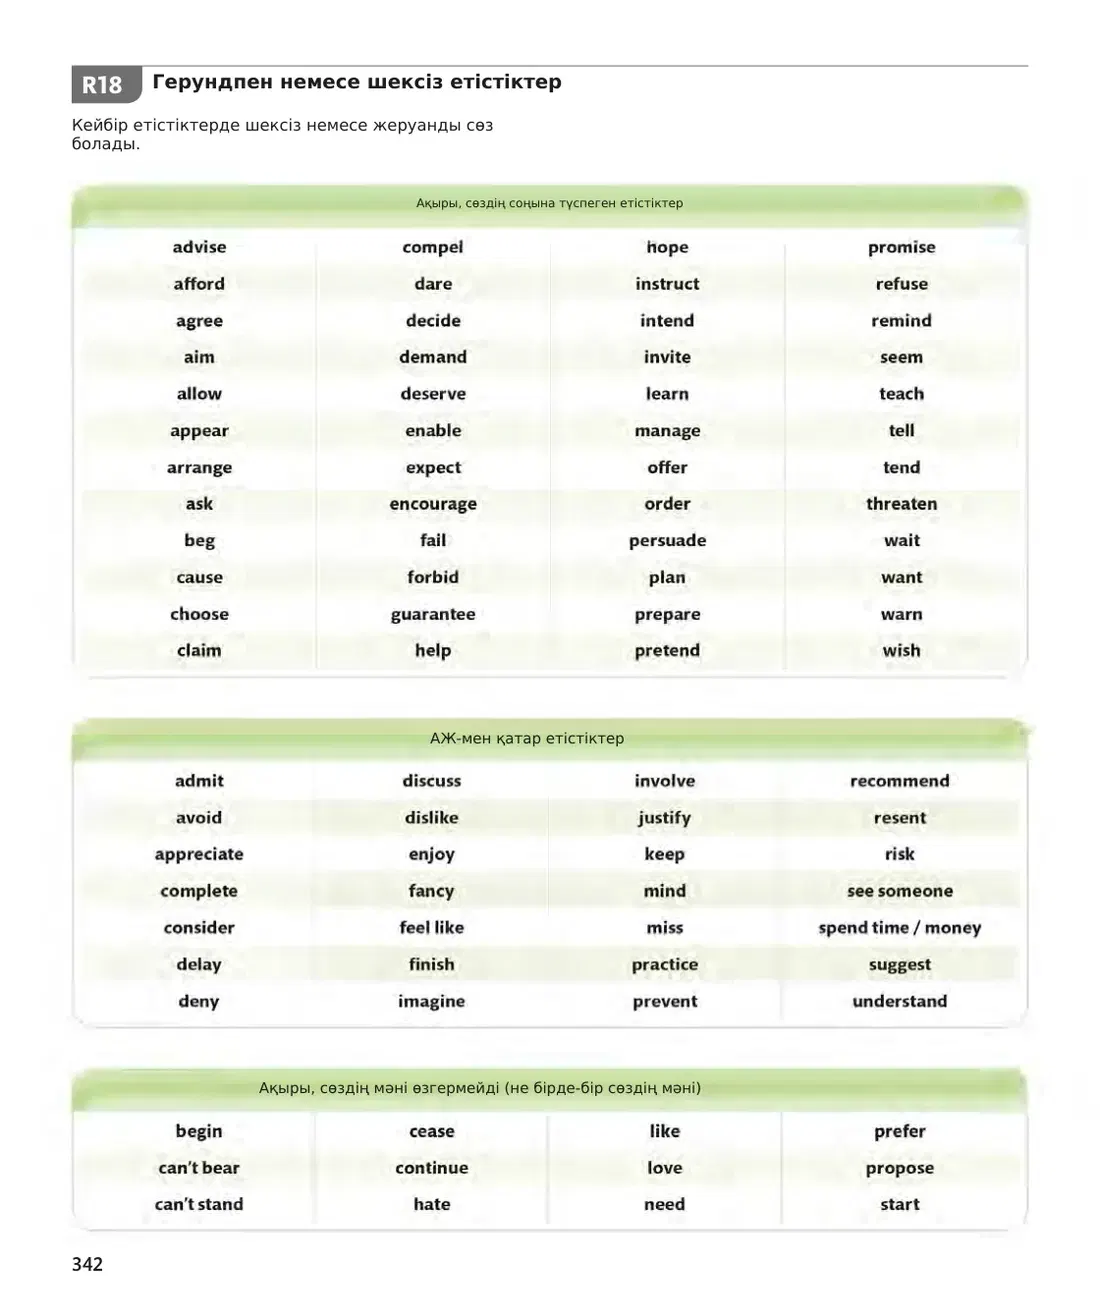 R18 Герундпен немесе шексіз етістіктер
Кейбір етістіктерде шексіз немесе жеруанды сөз
болады.
Ақыры, сөздің соңына түспеген етістіктер
advise compel hope promise
afford dare instruct refuse
agree decide intend remind
aim demand invite seem
allow deserve learn teach
appear enable manage tell
arrange expect offer tend
ask encourage order threaten
beg fail persuade wait
cause forbid plan want
choose guarantee prepare warn
claim help pretend wish
АЖ-мен қатар етістіктер
admit discuss involve recommend
avoid dislike justify resent
appreciate enjoy keep risk
complete fancy mind see someone
consider feel like miss spend time / money
delay finish practice suggest
deny imagine prevent understand
Ақыры, сөздің мәні өзгермейді (не бірде-бір сөздің мәні)
begin cease like prefer
can't bear continue love propose
can't stand hate need start
342